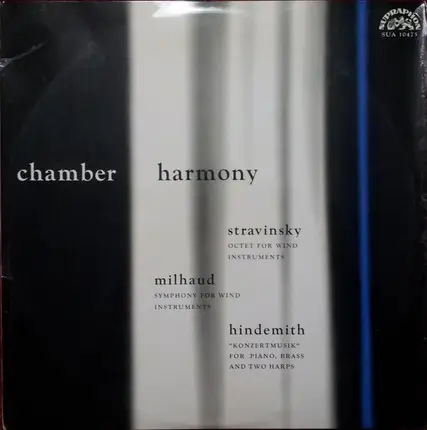 SUPRAPHON
SUA 10475
chamber harmony
stravinsky
OCTET FOR WIND
INSTRUMENTS
milhaud
SYMPHONY FOR WIND
INSTRUMENTS
hindemith
"KONZERTMUSIK"
FOR PIANO, BRASS
AND TWO HARPS